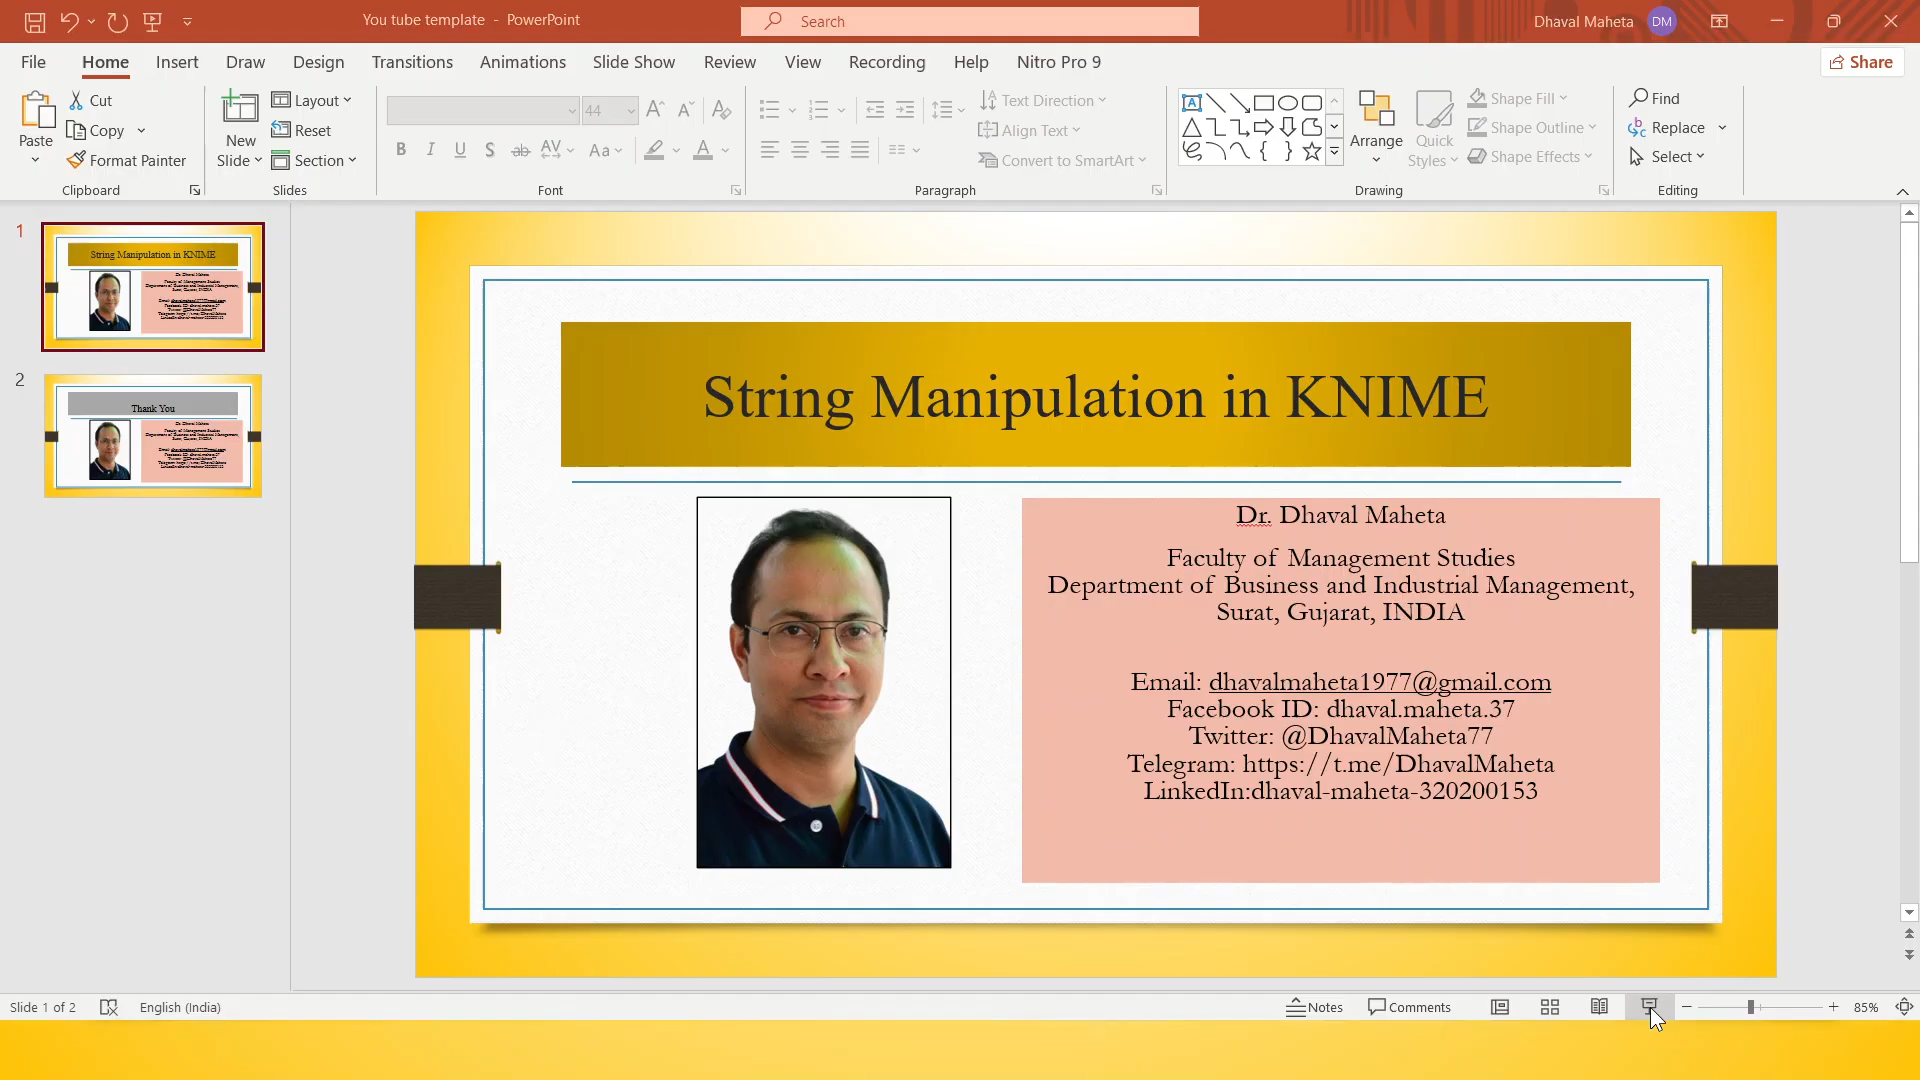 You tube template - PowerPoint
Search
Dhaval Maheta
DM
File
Home
Insert
Draw
Design
Transitions
Animations
Slide Show
Review
View
Recording
Help
Nitro Pro 9
Share
Paste
Cut
Copy
Format Painter
Clipboard
New Slide
Layout
Reset
Section
Slides
44
Font
Text Direction
Align Text
Convert to SmartArt
Paragraph
Arrange
Quick Styles
Shape Fill
Shape Outline
Shape Effects
Drawing
Find
Replace
Select
Editing
1
String Manipulation in KNIME
2
Thank You
String Manipulation in KNIME
Dr. Dhaval Maheta
Faculty of Management Studies
Department of Business and Industrial Management,
Surat, Gujarat, INDIA
Email: dhavalmaheta1977@gmail.com
Facebook ID: dhaval.maheta.37
Twitter: @DhavalMaheta77
Telegram: https://t.me/DhavalMaheta
LinkedIn:dhaval-maheta-320200153
Slide 1 of 2
English (India)
Notes
Comments
85%